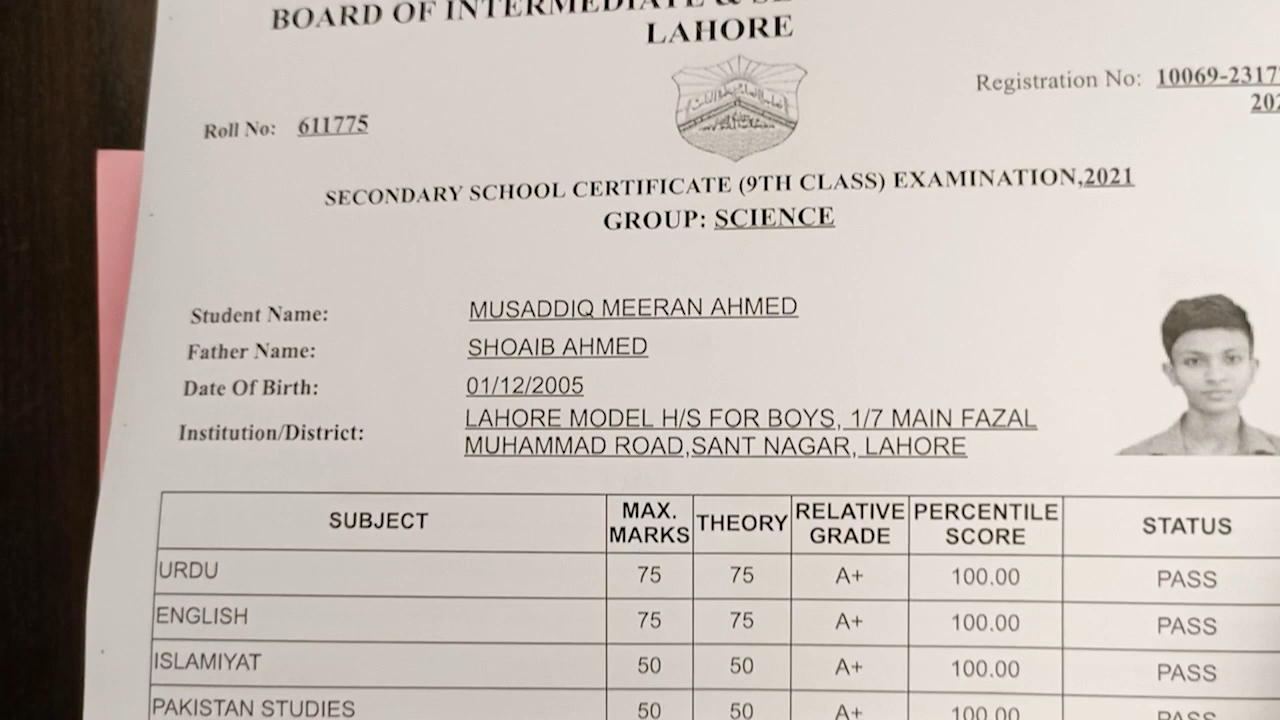 BOARD OF INTERMEDIATE &
LAHORE
Registration No: 10069-2317
202
Roll No: 611775
SECONDARY SCHOOL CERTIFICATE (9TH CLASS) EXAMINATION,2021
GROUP: SCIENCE
Student Name: MUSADDIQ MEERAN AHMED
Father Name: SHOAIB AHMED
Date Of Birth: 01/12/2005
Institution/District: LAHORE MODEL H/S FOR BOYS, 1/7 MAIN FAZAL
MUHAMMAD ROAD,SANT NAGAR, LAHORE
SUBJECT MAX. MARKS THEORY RELATIVE GRADE PERCENTILE SCORE STATUS
URDU 75 75 A+ 100.00 PASS
ENGLISH 75 75 A+ 100.00 PASS
ISLAMIYAT 50 50 A+ 100.00 PASS
PAKISTAN STUDIES 50 50 A+ 100.00 PASS